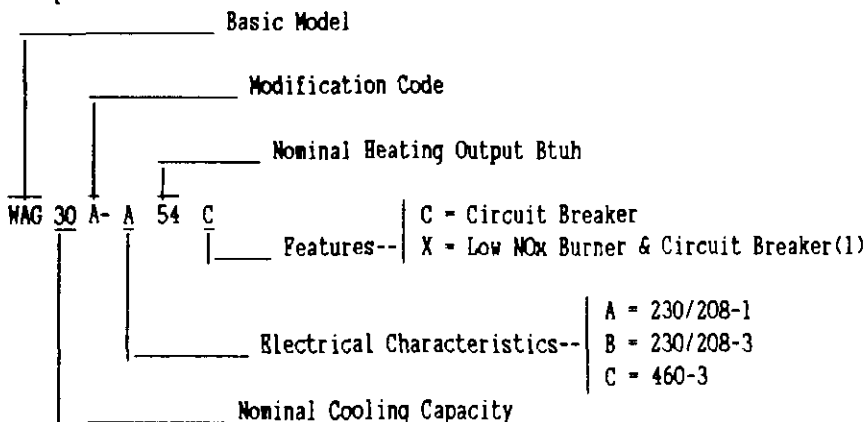 Basic Model
Modification Code
Nominal Heating Output Btuh
WAG 30 A- A 54 C
C = Circuit Breaker
Features--
X = Low NOx Burner & Circuit Breaker(1)
A = 230/208-1
Electrical Characteristics--
B = 230/208-3
C = 460-3
Nominal Cooling Capacity